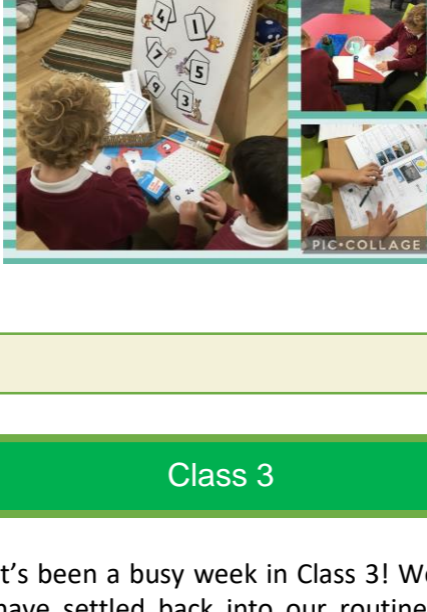 4 1
7 5
9 3
PIC•COLLAGE
Class 3
t's been a busy week in Class 3! We
have settled back into our routine